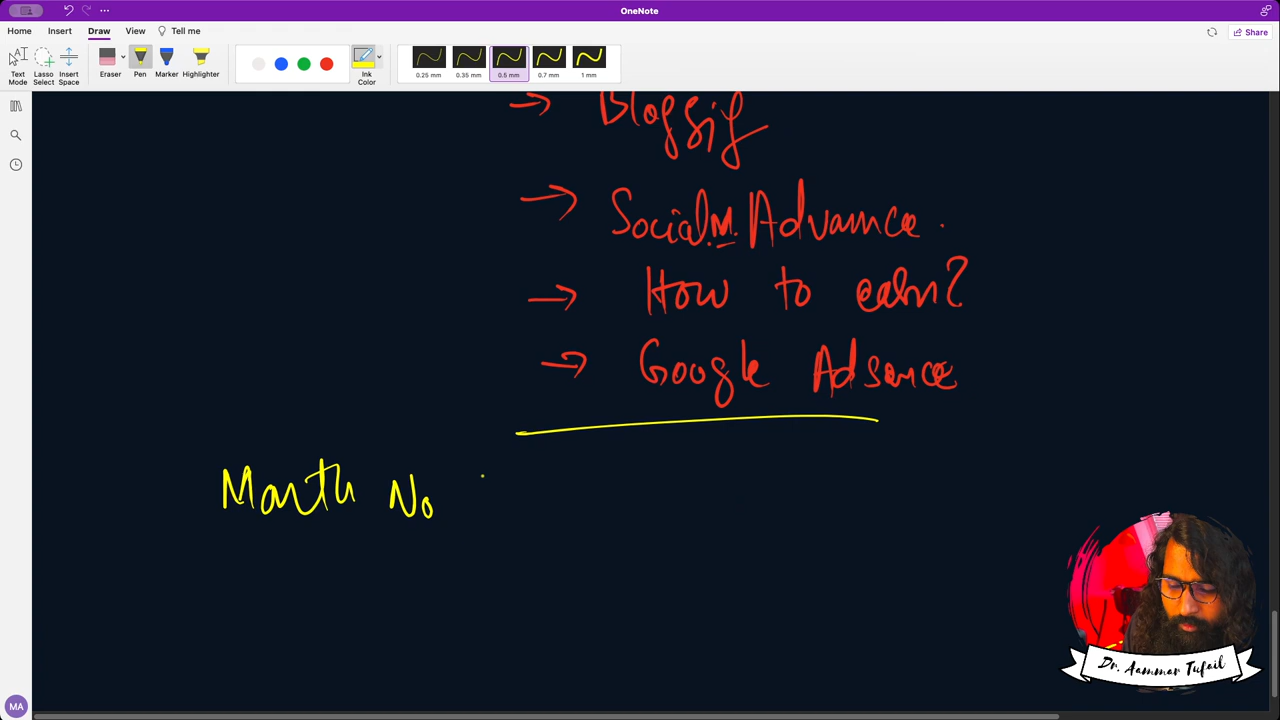 OneNote
Home Insert Draw View Tell me
Share
Text Mode
Lasso Select
Insert Space
Eraser
Pen
Marker
Highlighter
Ink Color
0.25 mm
0.35 mm
0.5 mm
0.7 mm
1 mm
→ Bloggig
→ Social M. Advance.
→ How to earn?
→ Google Adsence
Month No
Dr. Aammar Tufail
MA